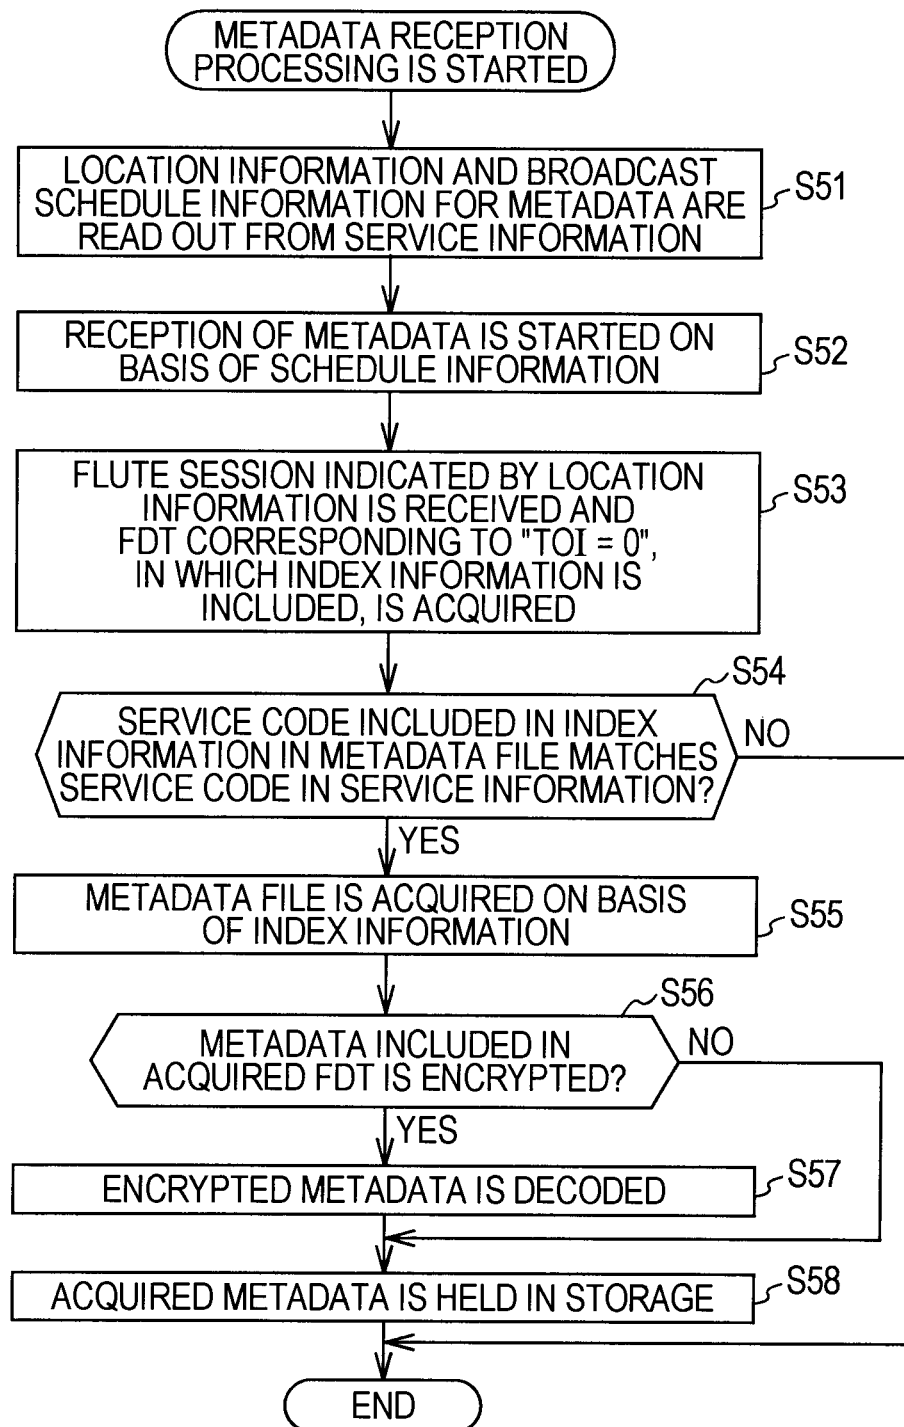 METADATA RECEPTION
PROCESSING IS STARTED
LOCATION INFORMATION AND BROADCAST
SCHEDULE INFORMATION FOR METADATA ARE
READ OUT FROM SERVICE INFORMATION
S51
RECEPTION OF METADATA IS STARTED ON
BASIS OF SCHEDULE INFORMATION
S52
FLUTE SESSION INDICATED BY LOCATION
INFORMATION IS RECEIVED AND
FDT CORRESPONDING TO "TOI = 0",
IN WHICH INDEX INFORMATION IS
INCLUDED, IS ACQUIRED
S53
S54
SERVICE CODE INCLUDED IN INDEX
INFORMATION IN METADATA FILE MATCHES
SERVICE CODE IN SERVICE INFORMATION?
NO
YES
METADATA FILE IS ACQUIRED ON BASIS
OF INDEX INFORMATION
S55
S56
METADATA INCLUDED IN
ACQUIRED FDT IS ENCRYPTED?
NO
YES
ENCRYPTED METADATA IS DECODED
S57
ACQUIRED METADATA IS HELD IN STORAGE
S58
END